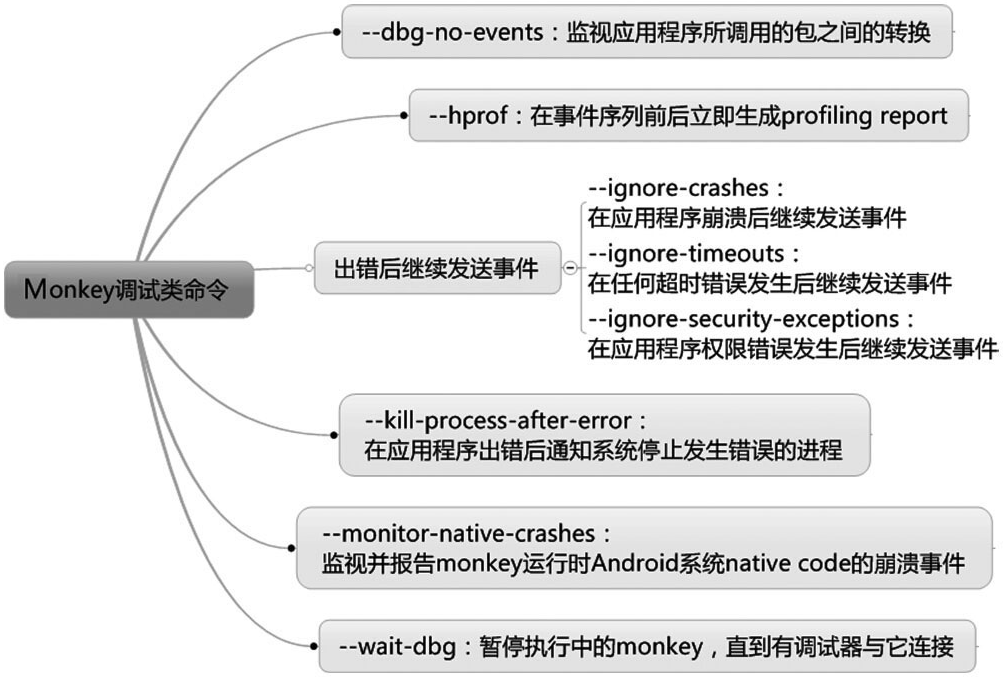 --dbg-no-events：监视应用程序所调用的包之间的转换
--hprof：在事件序列前后立即生成profiling report
--ignore-crashes：
在应用程序崩溃后继续发送事件
出错后继续发送事件
--ignore-timeouts：
在任何超时错误发生后继续发送事件
--ignore-security-exceptions：
在应用程序权限错误发生后继续发送事件
Monkey调试类命令
--kill-process-after-error：
在应用程序出错后通知系统停止发生错误的进程
--monitor-native-crashes：
监视并报告monkey运行时Android系统native code的崩溃事件
--wait-dbg：暂停执行中的monkey，直到有调试器与它连接